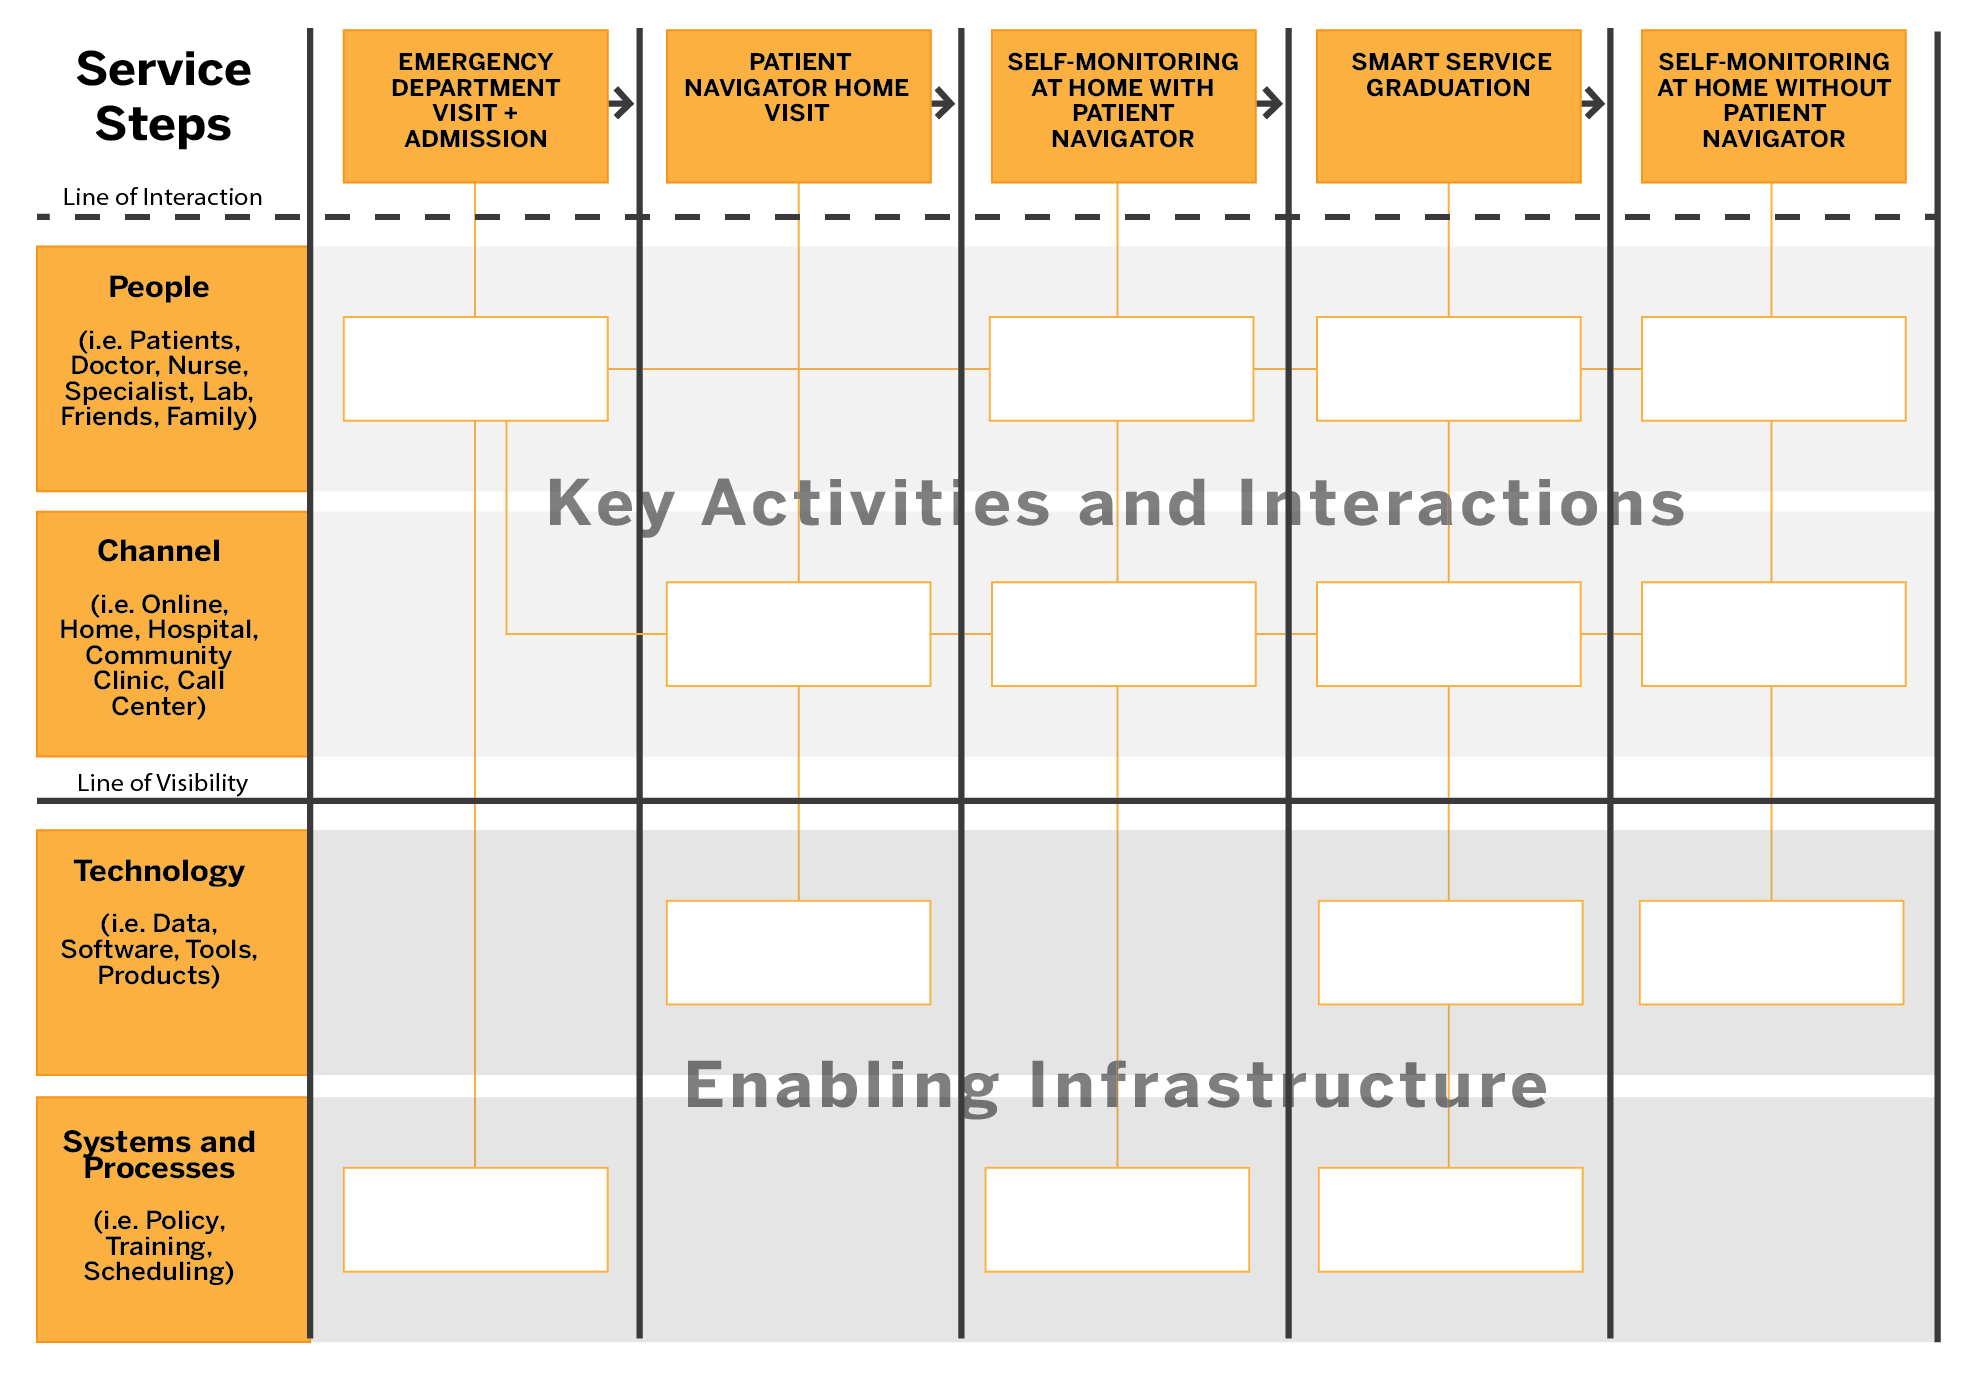 Service
Steps
EMERGENCY
DEPARTMENT
VISIT +
ADMISSION
PATIENT
NAVIGATOR HOME
VISIT
SELF-MONITORING
AT HOME WITH
PATIENT
NAVIGATOR
SMART SERVICE
GRADUATION
SELF-MONITORING
AT HOME WITHOUT
PATIENT
NAVIGATOR
Line of Interaction
People
(i.e. Patients,
Doctor, Nurse,
Specialist, Lab,
Friends, Family)
Key Activities and Interactions
Channel
(i.e. Online,
Home, Hospital,
Community
Clinic, Call
Center)
Line of Visibility
Technology
(i.e. Data,
Software, Tools,
Products)
Enabling Infrastructure
Systems and
Processes
(i.e. Policy,
Training,
Scheduling)